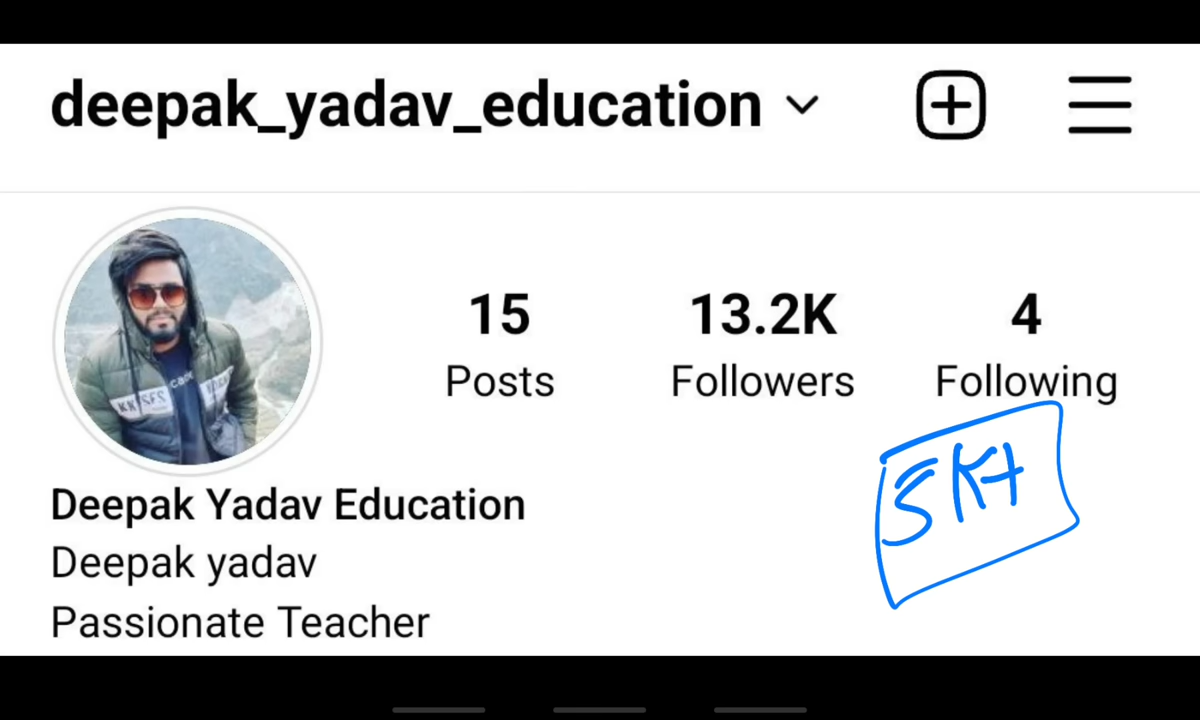 deepak_yadav_education
15 13.2K 4
Posts Followers Following
5K+
Deepak Yadav Education
Deepak yadav
Passionate Teacher